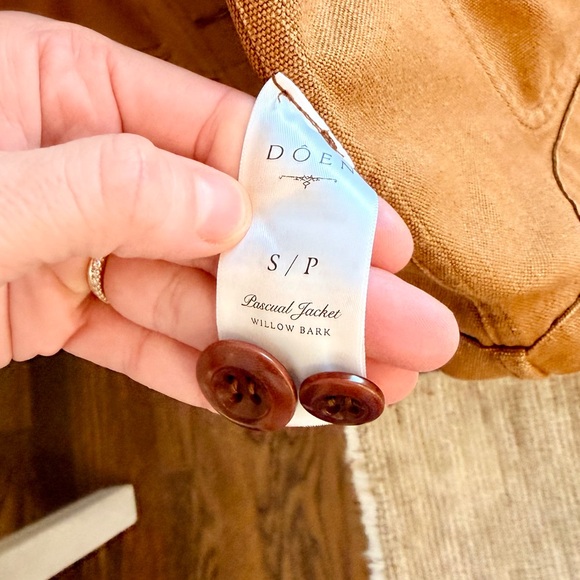 DÔEN
S/P
Pascual Jacket
WILLOW BARK